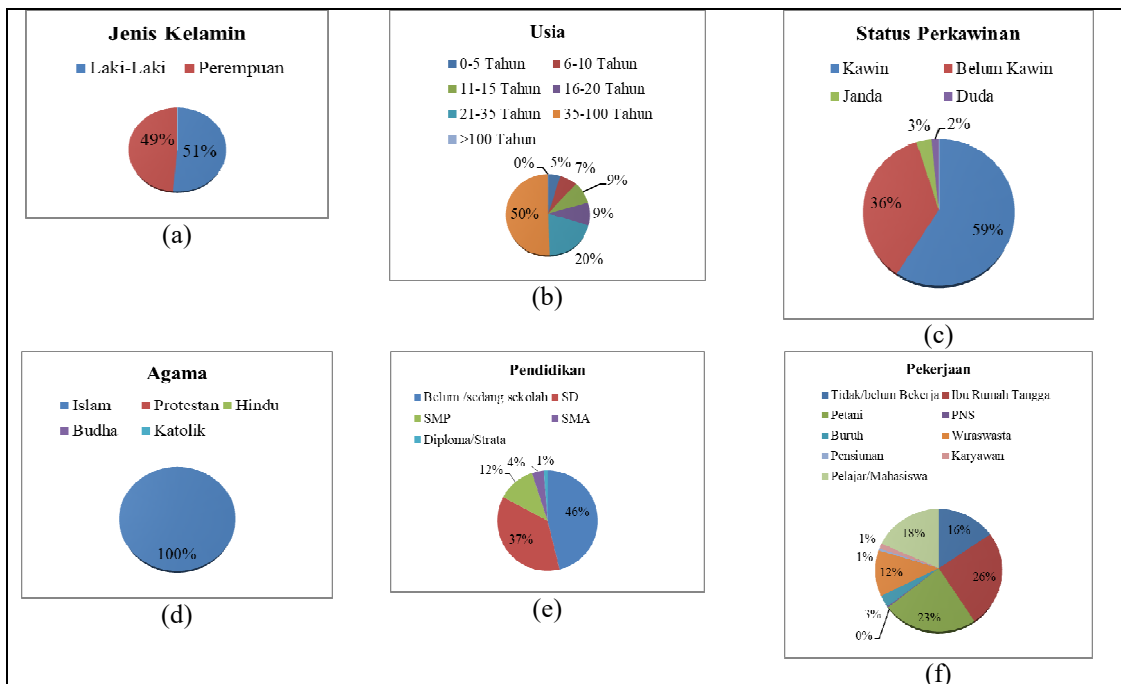 Jenis Kelamin
Laki-Laki Perempuan
49% 51%
(a)
Usia
0-5 Tahun 6-10 Tahun
11-15 Tahun 16-20 Tahun
21-35 Tahun 35-100 Tahun
>100 Tahun
0% 5% 7%
9%
50% 9%
20%
(b)
Status Perkawinan
Kawin Belum Kawin
Janda Duda
3% 2%
36% 59%
(c)
Agama
Islam Protestan Hindu
Budha Katolik
100%
(d)
Pendidikan
Belum /sedang sekolah SD
SMP SMA
Diploma/Strata
12% 4% 1%
46%
37%
(e)
Pekerjaan
Tidak/belum Bekerja Ibu Rumah Tangga
Petani PNS
Buruh Wiraswasta
Pensiunan Karyawan
Pelajar/Mahasiswa
18% 16%
1%
1%
12% 26%
3% 23%
0%
(f)